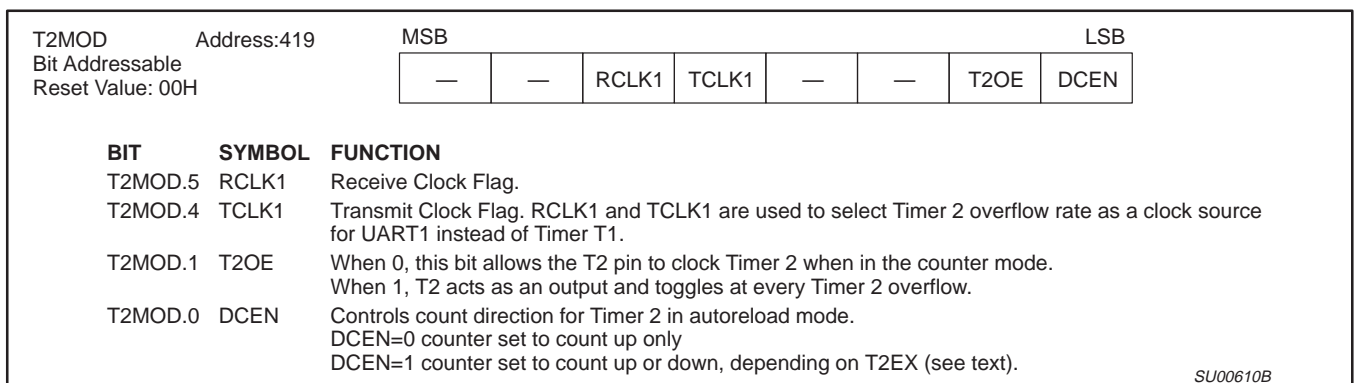 T2MOD Address:419 MSB LSB
Bit Addressable
Reset Value: 00H
— — RCLK1 TCLK1 — — T2OE DCEN
BIT SYMBOL FUNCTION
T2MOD.5 RCLK1 Receive Clock Flag.
T2MOD.4 TCLK1 Transmit Clock Flag. RCLK1 and TCLK1 are used to select Timer 2 overflow rate as a clock source
for UART1 instead of Timer T1.
T2MOD.1 T2OE When 0, this bit allows the T2 pin to clock Timer 2 when in the counter mode.
When 1, T2 acts as an output and toggles at every Timer 2 overflow.
T2MOD.0 DCEN Controls count direction for Timer 2 in autoreload mode.
DCEN=0 counter set to count up only
DCEN=1 counter set to count up or down, depending on T2EX (see text).
SU00610B